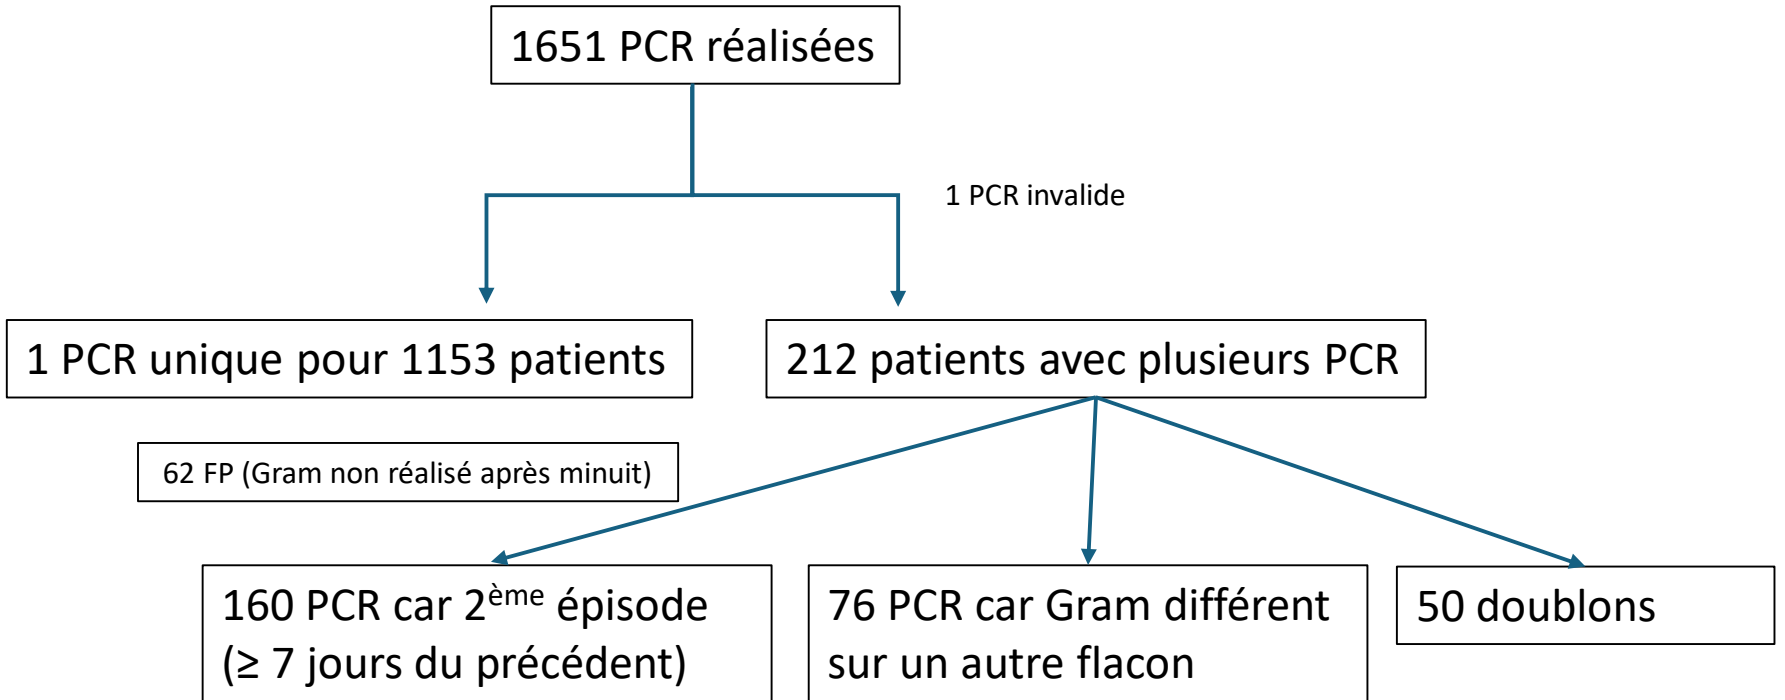 1651 PCR réalisées
1 PCR invalide
1 PCR unique pour 1153 patients
212 patients avec plusieurs PCR
62 FP (Gram non réalisé après minuit)
160 PCR car 2ème épisode
(≥ 7 jours du précédent)
76 PCR car Gram différent
sur un autre flacon
50 doublons